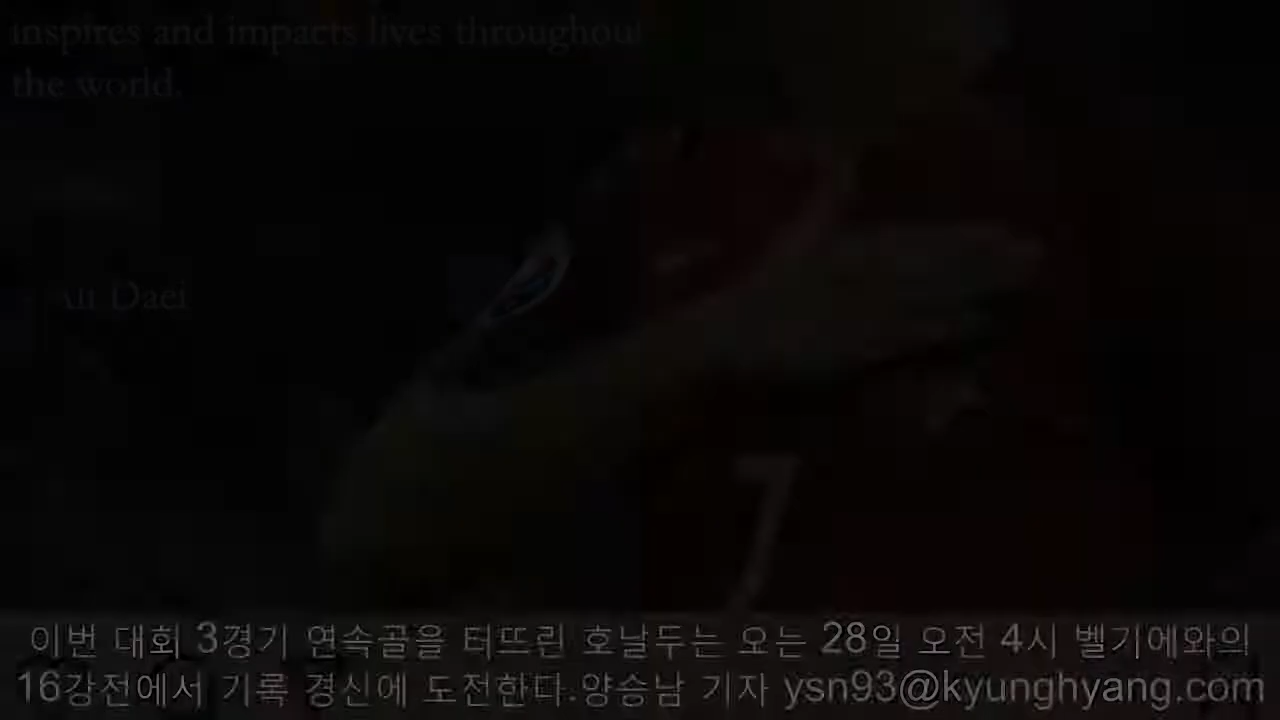 inspires and impacts lives throughout
the world.
Ali Daei
7
이번 대회 3경기 연속골을 터뜨린 호날두는 오는 28일 오전 4시 벨기에와의
16강전에서 기록 경신에 도전한다.양승남 기자 ysn93@kyunghyang.com